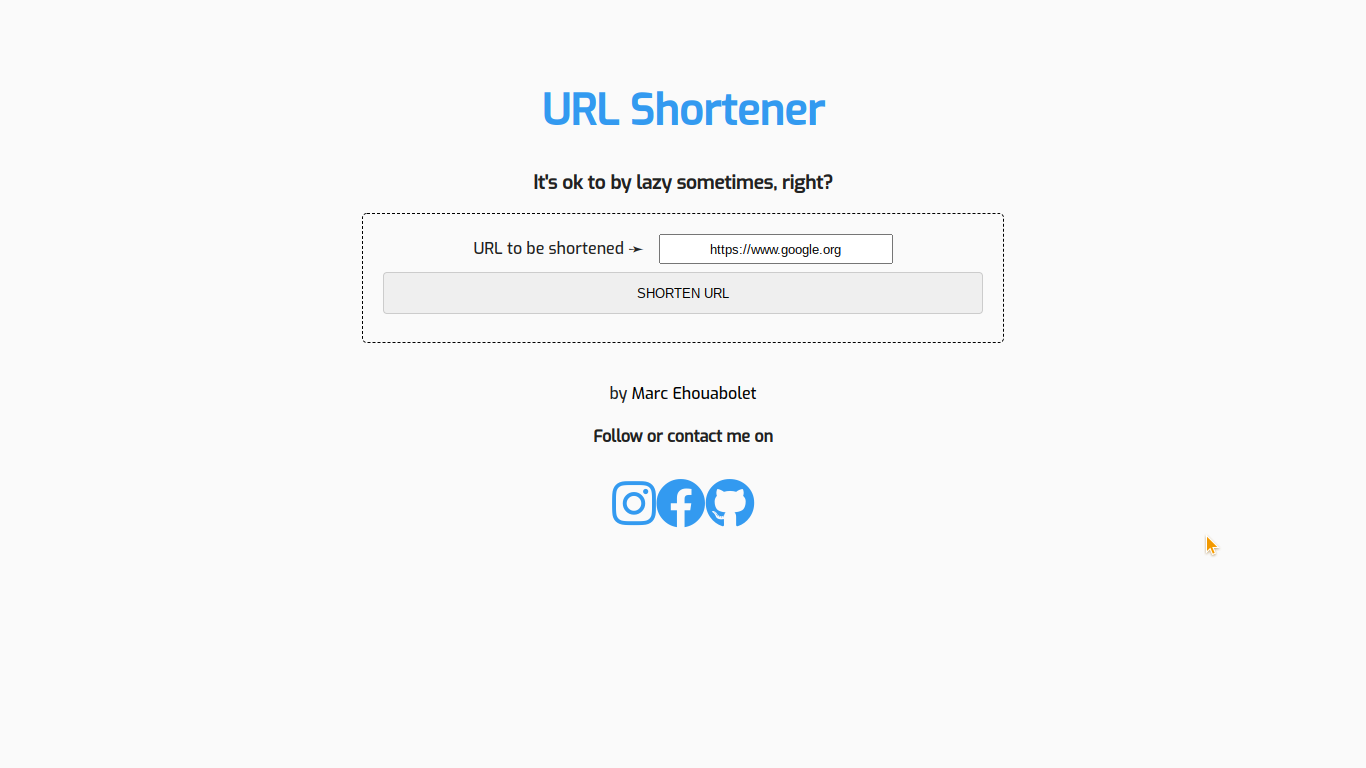 URL Shortener
It's ok to by lazy sometimes, right?
URL to be shortened ➛ https://www.google.org
SHORTEN URL
by Marc Ehouabolet
Follow or contact me on